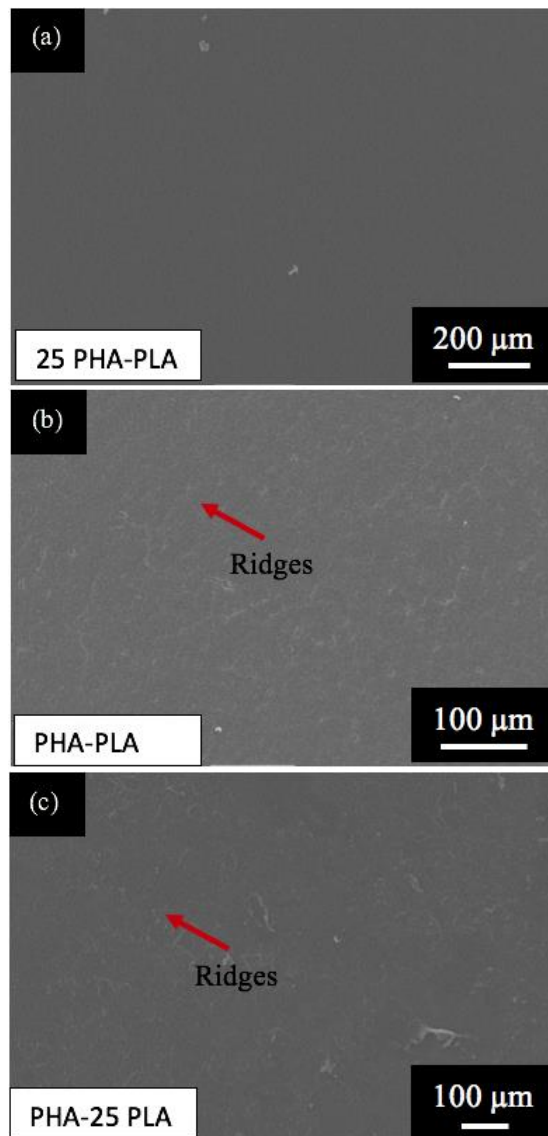 (a)
200 μm
25 PHA-PLA
(b)
Ridges
100 μm
PHA-PLA
(c)
Ridges
100 μm
PHA-25 PLA